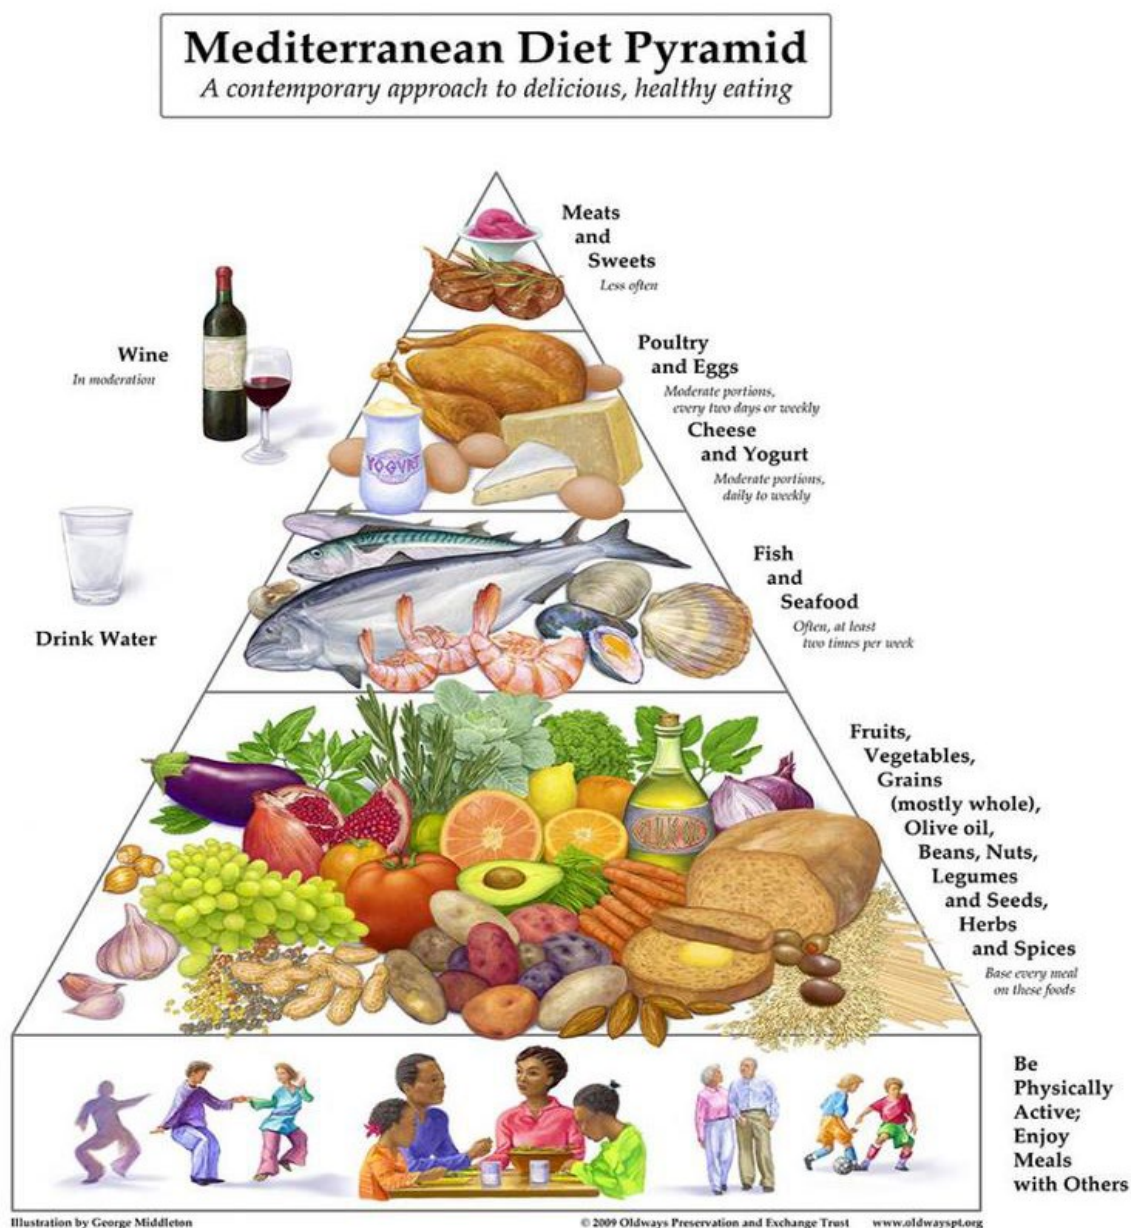 Mediterranean Diet Pyramid
A contemporary approach to delicious, healthy eating
Meats
and
Sweets
Less often
Wine
In moderation
Poultry
and Eggs
Moderate portions,
every two days or weekly
Cheese
and Yogurt
Moderate portions,
daily to weekly
YOGURT
Drink Water
Fish
and
Seafood
Often, at least
two times per week
Fruits,
Vegetables,
Grains
(mostly whole),
Olive oil,
Beans, Nuts,
Legumes
and Seeds,
Herbs
and Spices
Base every meal
on these foods
Be
Physically
Active;
Enjoy
Meals
with Others
Illustration by George Middleton
© 2009 Oldways Preservation and Exchange Trust
www.oldwayspt.org